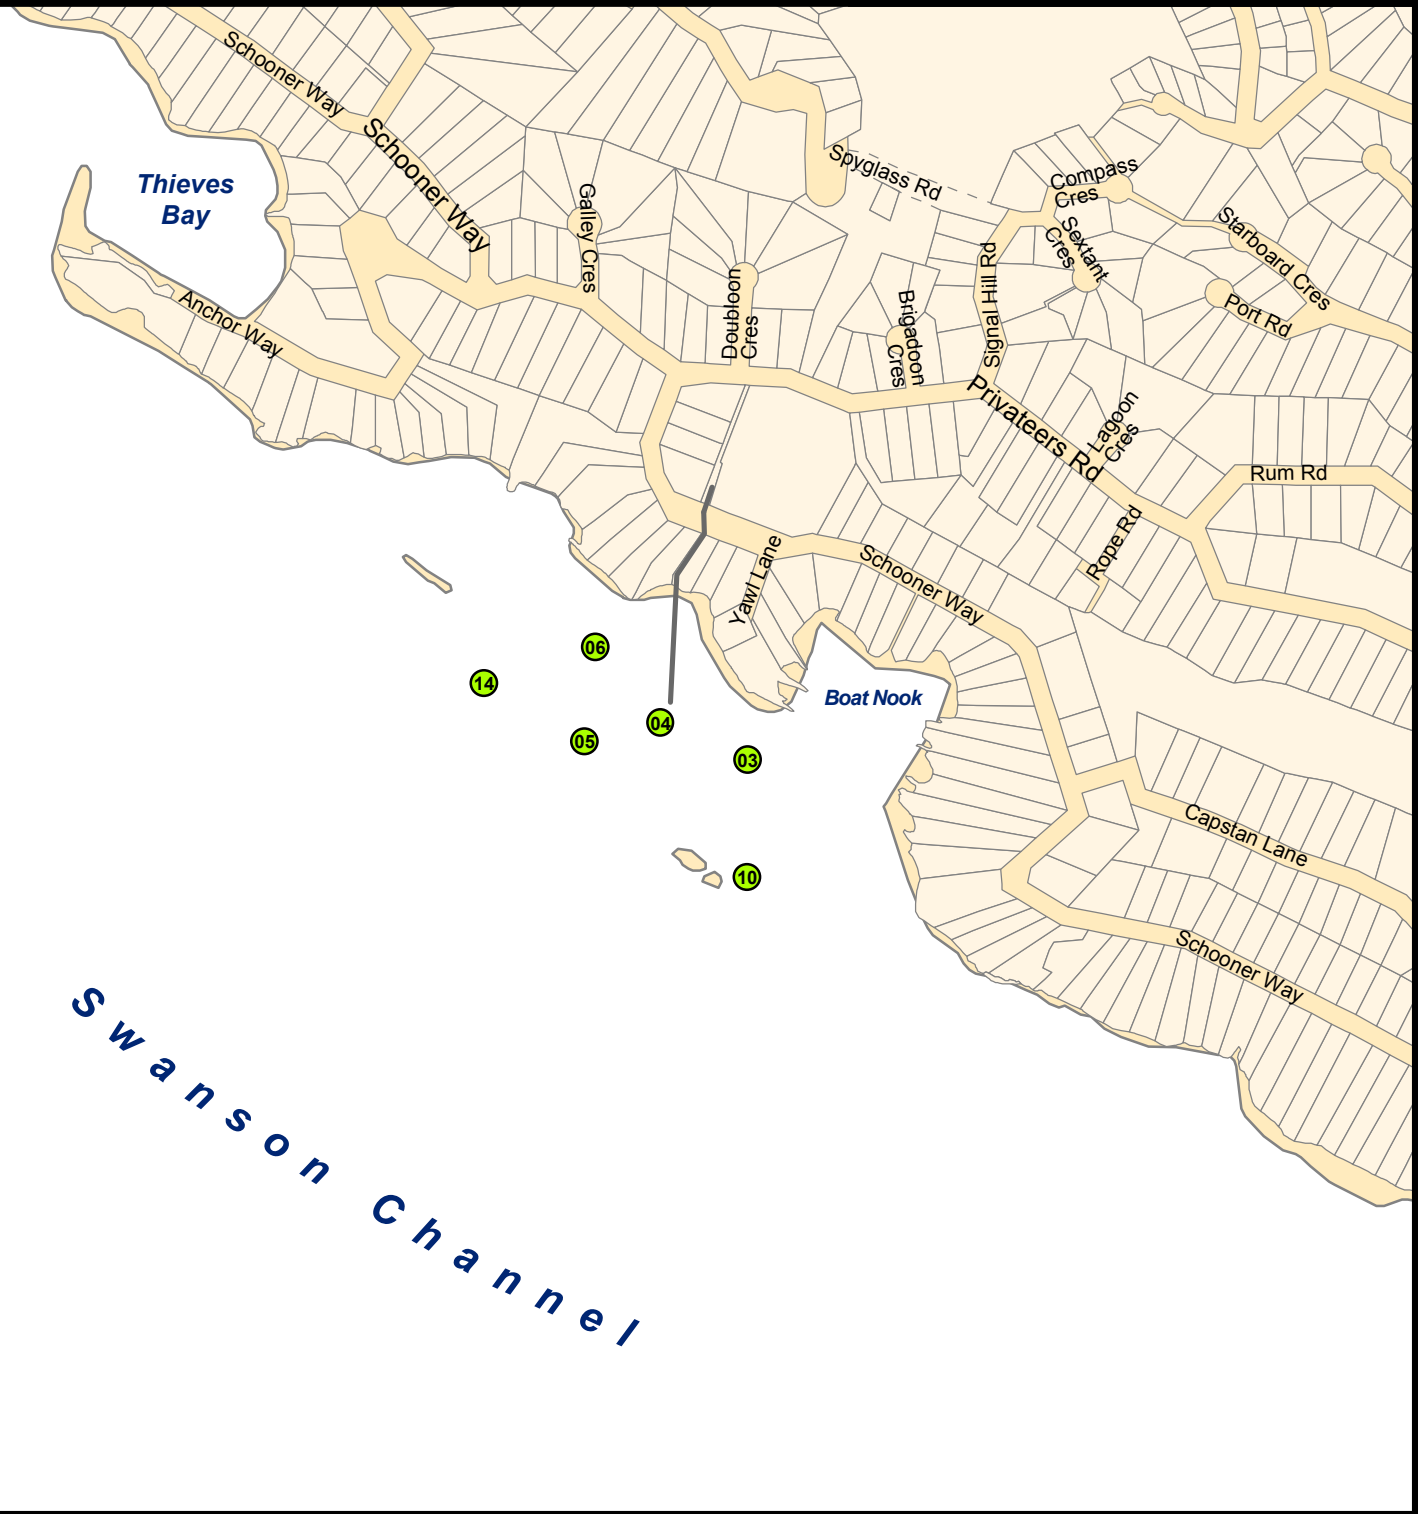 Schooner Way
Schooner Way
Thieves
Bay
Spyglass Rd
Compass
Cres
Galley Cres
Sextant
Cres
Starboard Cres
Anchor Way
Doubloon
Cres
Brigadoon
Cres
Signal Hill Rd
Port Rd
Privateers Rd
Lagoon
Cres
Rum Rd
Rope Rd
Yawl Lane
Schooner Way
06
14
04
05
03
Boat Nook
10
Capstan Lane
Schooner Way
Swanson Channel